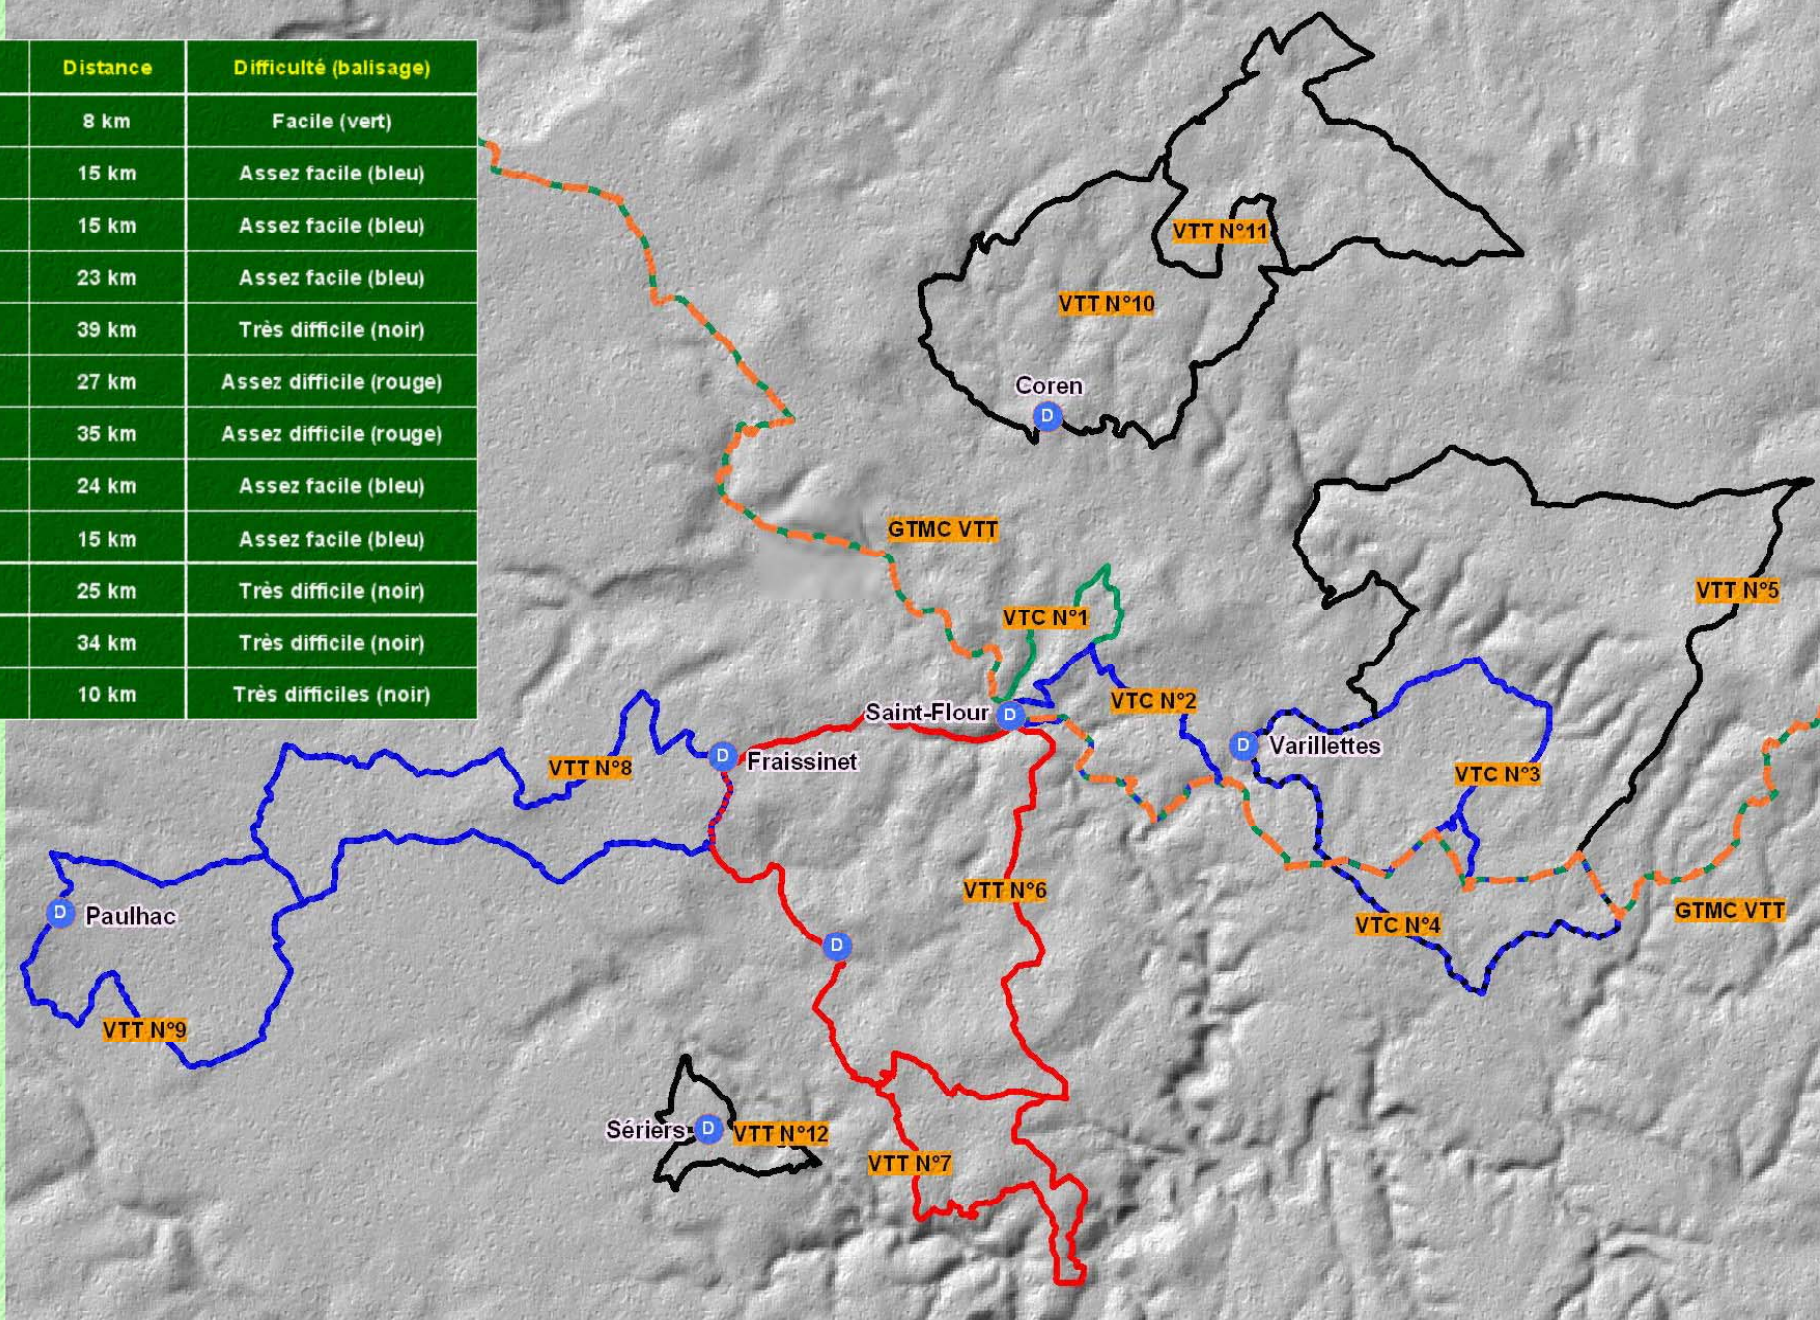 Distance Difficulté (balisage)
8 km Facile (vert)
15 km Assez facile (bleu)
15 km Assez facile (bleu)
23 km Assez facile (bleu)
39 km Très difficile (noir)
27 km Assez difficile (rouge)
35 km Assez difficile (rouge)
24 km Assez facile (bleu)
15 km Assez facile (bleu)
25 km Très difficile (noir)
34 km Très difficile (noir)
10 km Très difficiles (noir)
VTT N°11
VTT N°10
Coren
D
GTMC VTT
VTT N°5
VTC N°1
VTC N°2
Saint-Flour D
D Varillettes
D
Fraissinet
VTT N°8
VTC N°3
VTT N°6
D Paulhac
GTMC VTT
VTC N°4
D
VTT N°9
Sériers D VTT N°12
VTT N°7